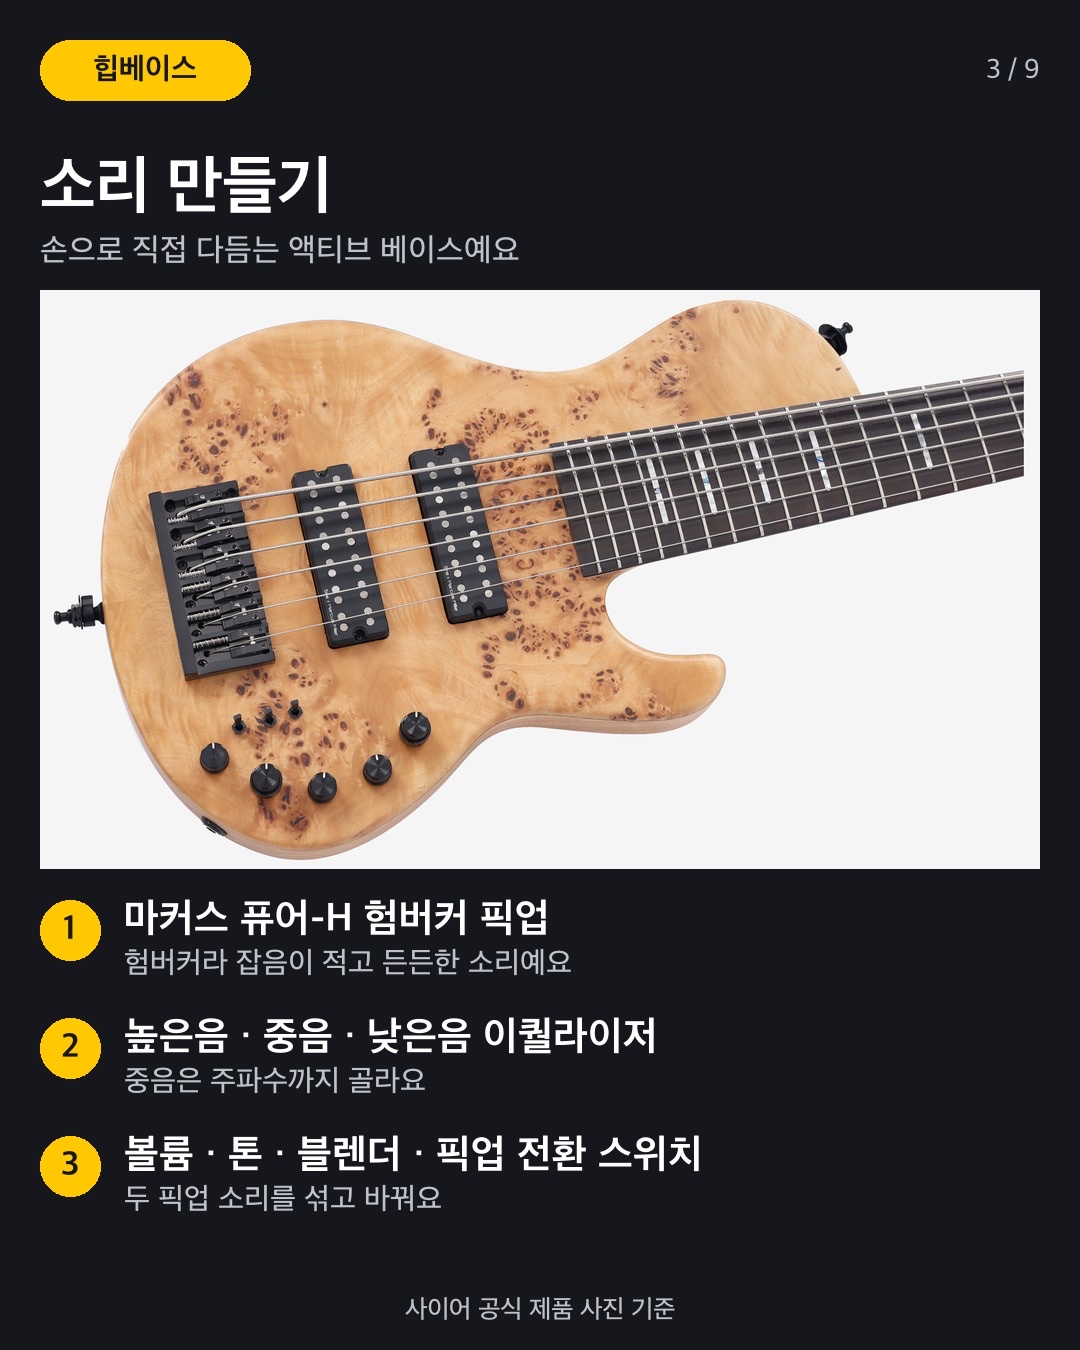 힙베이스
3 / 9
소리 만들기
손으로 직접 다듬는 액티브 베이스예요
1
마커스 퓨어-H 험버커 픽업
험버커라 잡음이 적고 든든한 소리예요
2
높은음 · 중음 · 낮은음 이퀄라이저
중음은 주파수까지 골라요
3
볼륨 · 톤 · 블렌더 · 픽업 전환 스위치
두 픽업 소리를 섞고 바꿔요
사이어 공식 제품 사진 기준